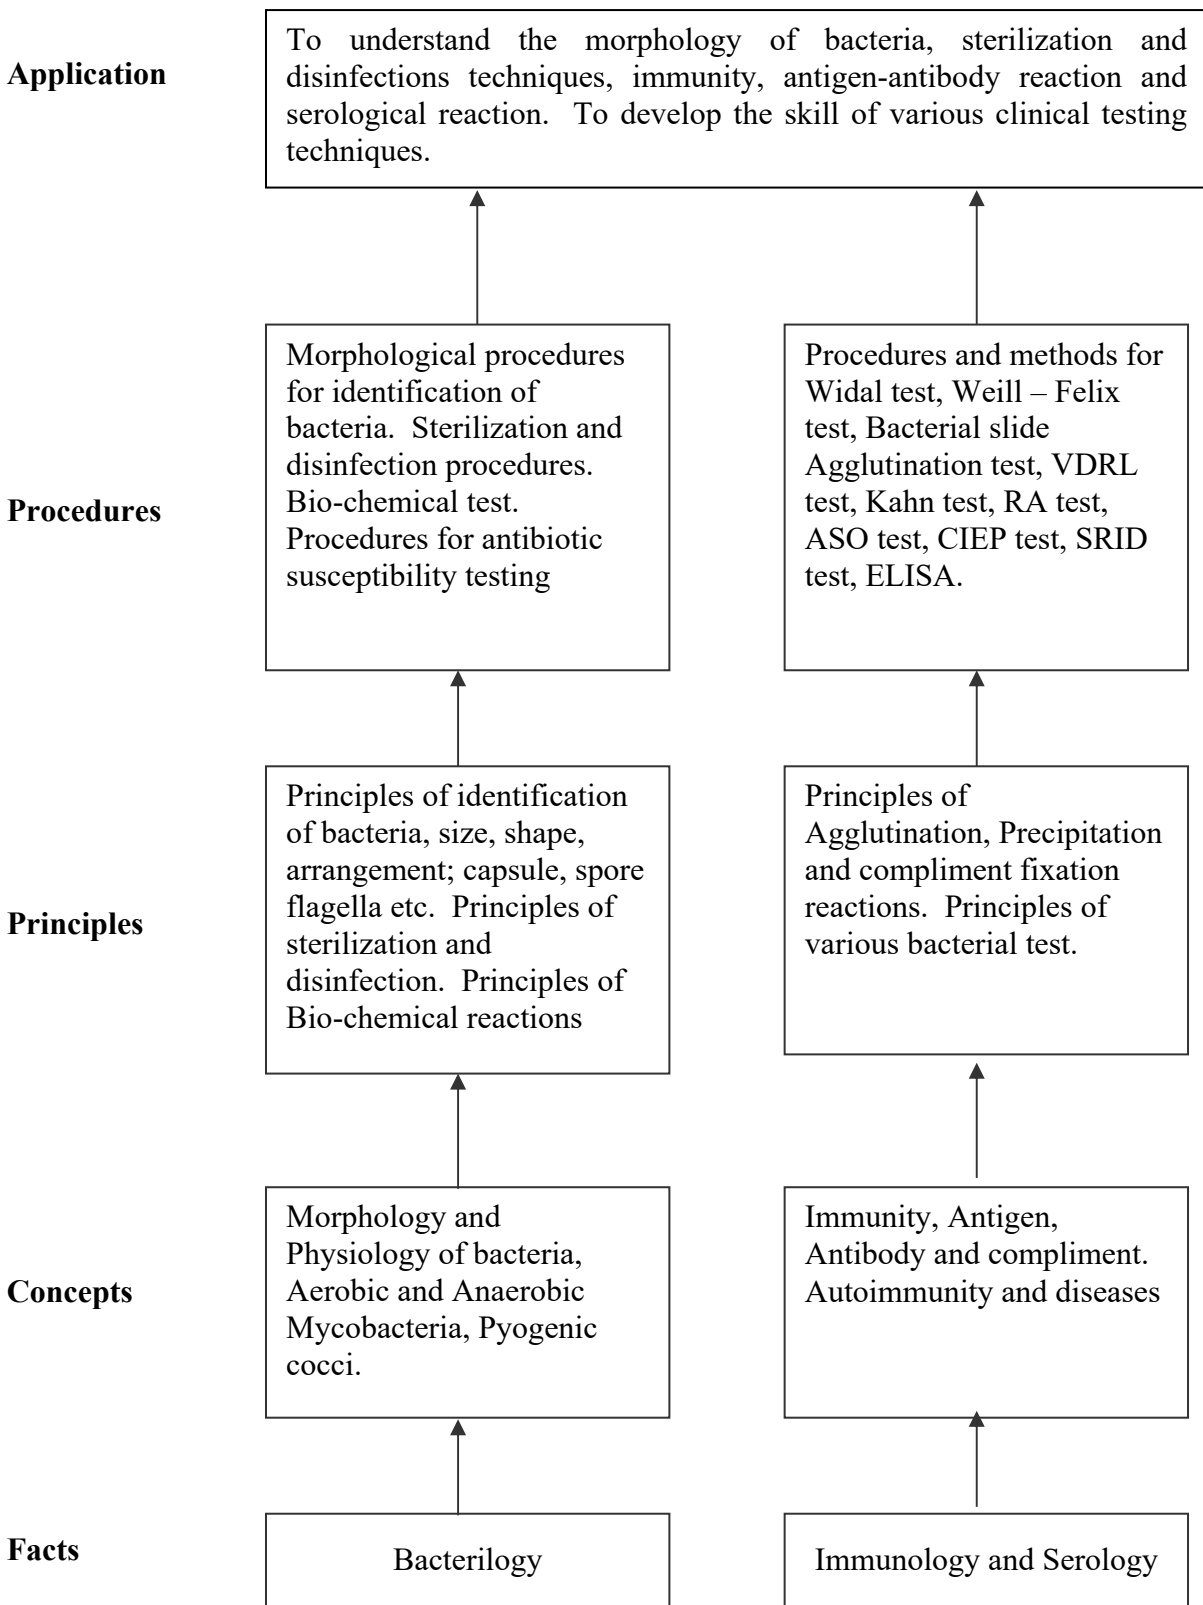 Application
To understand the morphology of bacteria, sterilization and
disinfections techniques, immunity, antigen-antibody reaction and
serological reaction. To develop the skill of various clinical testing
techniques.
Procedures
Morphological procedures
for identification of
bacteria. Sterilization and
disinfection procedures.
Bio-chemical test.
Procedures for antibiotic
susceptibility testing
Procedures and methods for
Widal test, Weill – Felix
test, Bacterial slide
Agglutination test, VDRL
test, Kahn test, RA test,
ASO test, CIEP test, SRID
test, ELISA.
Principles
Principles of identification
of bacteria, size, shape,
arrangement; capsule, spore
flagella etc. Principles of
sterilization and
disinfection. Principles of
Bio-chemical reactions
Principles of
Agglutination, Precipitation
and compliment fixation
reactions. Principles of
various bacterial test.
Concepts
Morphology and
Physiology of bacteria,
Aerobic and Anaerobic
Mycobacteria, Pyogenic
cocci.
Immunity, Antigen,
Antibody and compliment.
Autoimmunity and diseases
Facts
Bacterilogy
Immunology and Serology